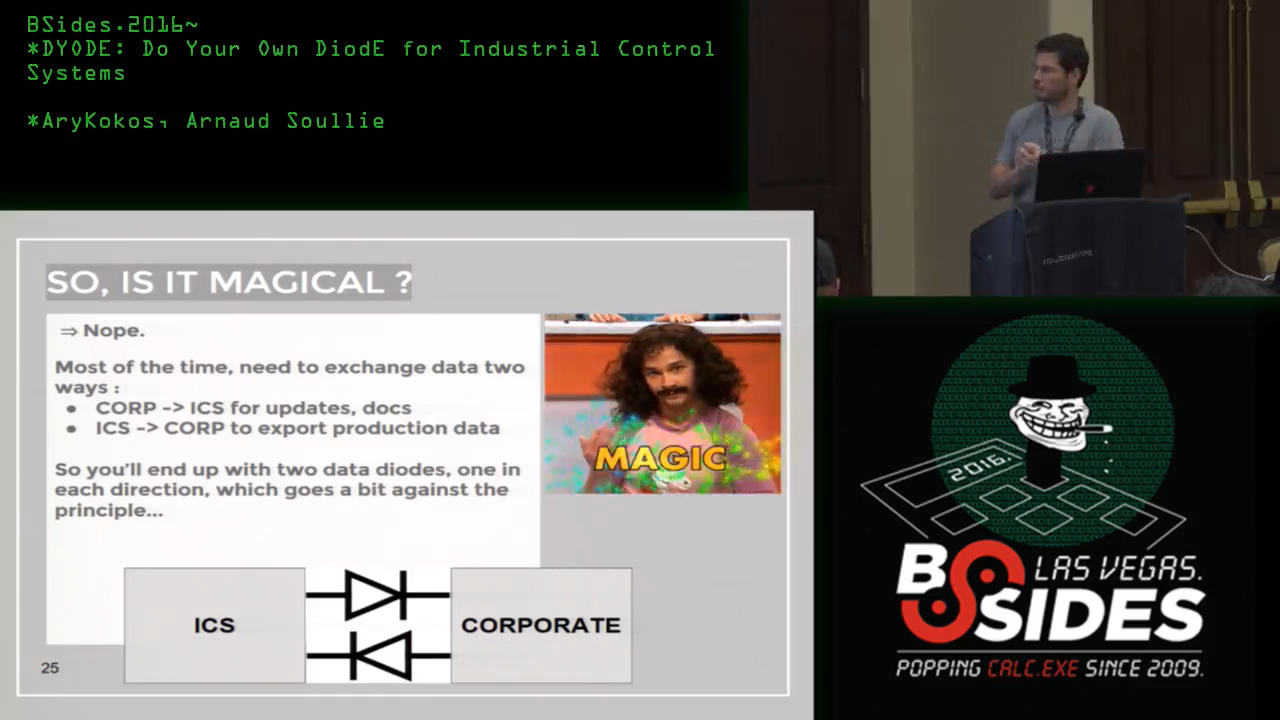 BSides.2016~
*DYODE: Do Your Own DiodE for Industrial Control
Systems
*AryKokos, Arnaud Soullie
SO, IS IT MAGICAL ?
⇒ Nope.
Most of the time, need to exchange data two
ways :
● CORP -> ICS for updates, docs
● ICS -> CORP to export production data
So you'll end up with two data diodes, one in
each direction, which goes a bit against the
principle...
MAGIC
ICS
CORPORATE
25
2016.
BSIDES
LAS VEGAS.
POPPING CALC.EXE SINCE 2009.